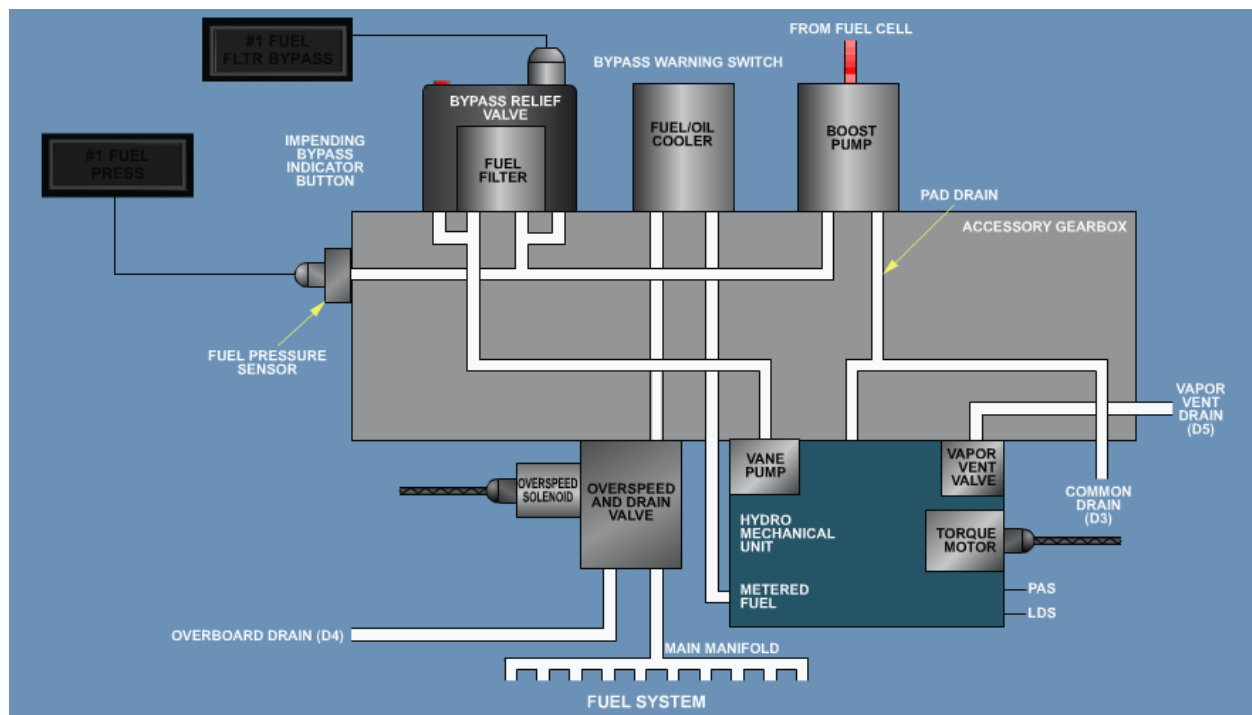 FROM FUEL CELL
#1 FUEL
FLTR BYPASS
BYPASS WARNING SWITCH
BYPASS RELIEF
VALVE
FUEL/OIL
COOLER
BOOST
PUMP
IMPENDING
BYPASS
INDICATOR
BUTTON
#1 FUEL
PRESS
FUEL
FILTER
PAD DRAIN
ACCESSORY GEARBOX
FUEL PRESSURE
SENSOR
VAPOR
VENT
DRAIN
(D5)
VANE
PUMP
VAPOR
VENT
VALVE
OVERSPEED
SOLENOID
OVERSPEED
AND DRAIN
VALVE
COMMON
DRAIN
(D3)
HYDRO
MECHANICAL
UNIT
TORQUE
MOTOR
METERED
FUEL
PAS
LDS
OVERBOARD DRAIN (D4)
MAIN MANIFOLD
FUEL SYSTEM